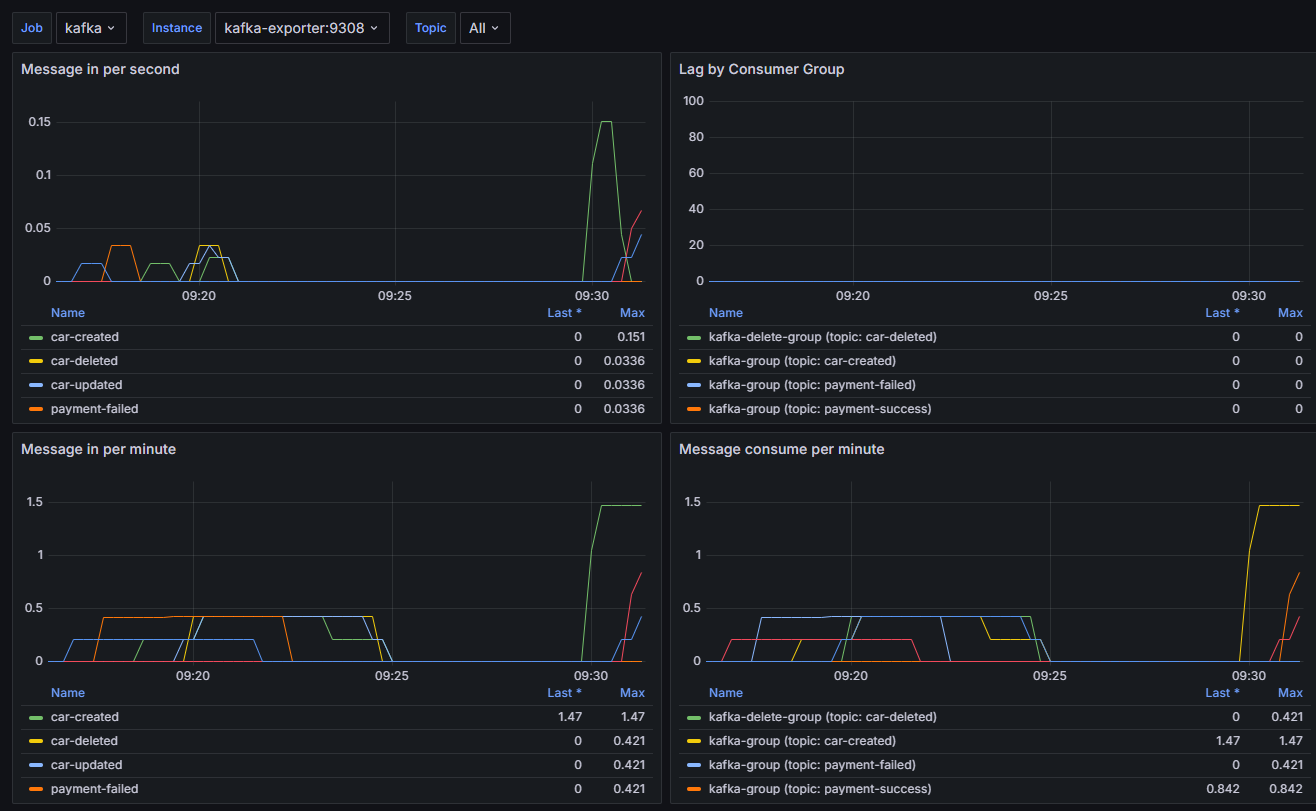 Job kafka Instance kafka-exporter:9308 Topic All
Message in per second
0.15
0.1
0.05
0
09:20 09:25 09:30
Name Last * Max
car-created 0 0.151
car-deleted 0 0.0336
car-updated 0 0.0336
payment-failed 0 0.0336
Lag by Consumer Group
100
80
60
40
20
0
09:20 09:25 09:30
Name Last * Max
kafka-delete-group (topic: car-deleted) 0 0
kafka-group (topic: car-created) 0 0
kafka-group (topic: payment-failed) 0 0
kafka-group (topic: payment-success) 0 0
Message in per minute
1.5
1
0.5
0
09:20 09:25 09:30
Name Last * Max
car-created 1.47 1.47
car-deleted 0 0.421
car-updated 0 0.421
payment-failed 0 0.421
Message consume per minute
1.5
1
0.5
0
09:20 09:25 09:30
Name Last * Max
kafka-delete-group (topic: car-deleted) 0 0.421
kafka-group (topic: car-created) 1.47 1.47
kafka-group (topic: payment-failed) 0 0.421
kafka-group (topic: payment-success) 0.842 0.842